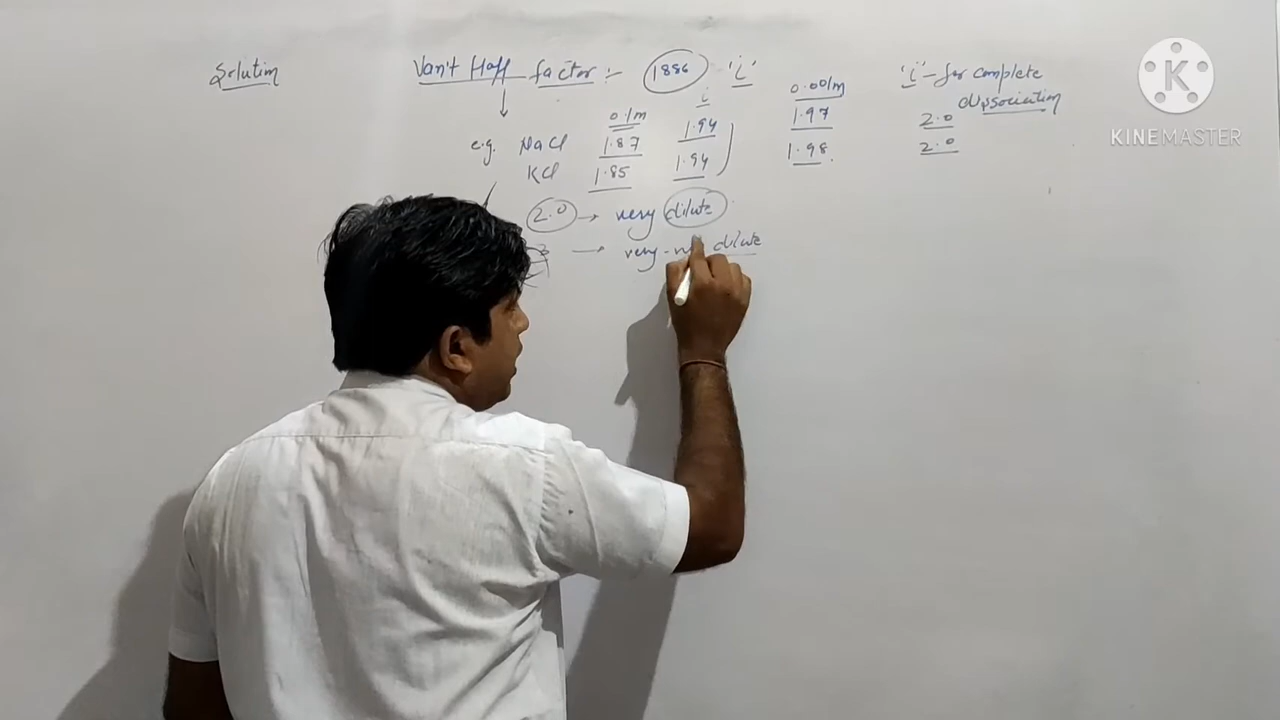 Solution
Van't Hoff factor :- 1886 'i'
0.1m i 0.001m 'i' - for complete dissociation
e.g. NaCl 1.87 1.94 1.97 2.0
KCl 1.85 1.94 1.98. 2.0
2.0 → very dilute
3 → very - dilute
K
KINEMASTER